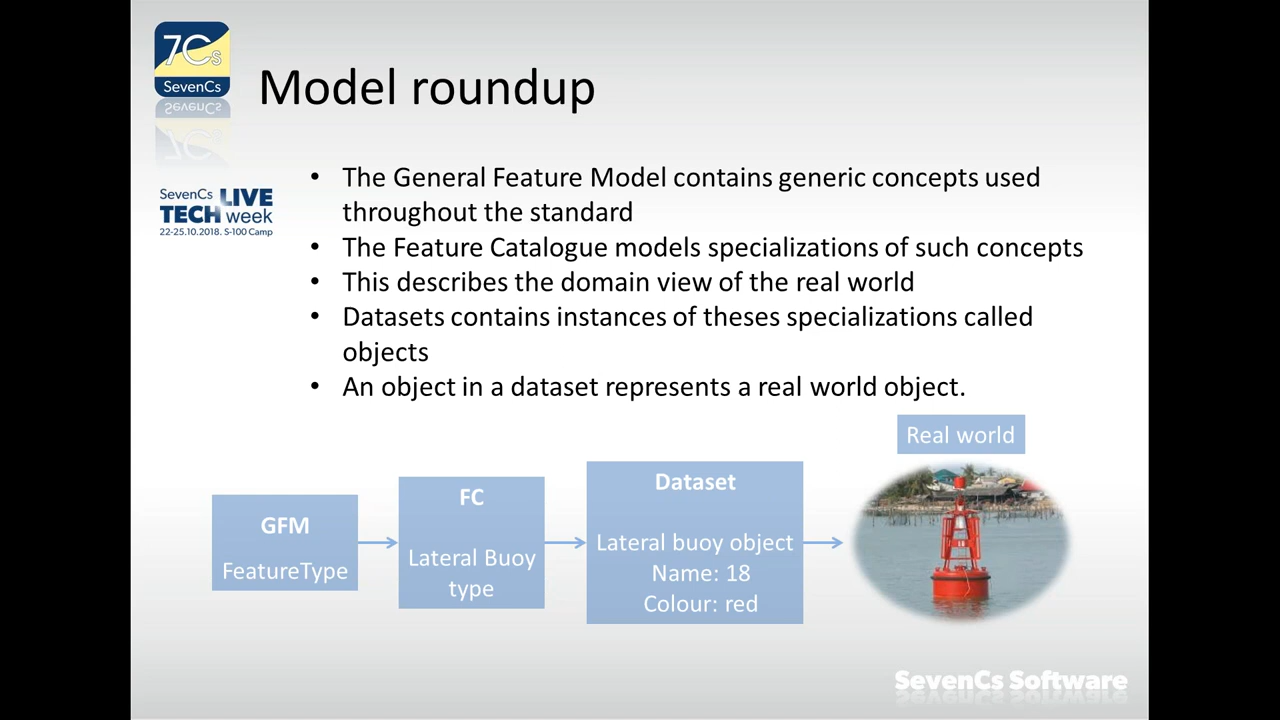 7Cs
SevenCs
Model roundup
SevenCs LIVE
TECH week
22-25.10.2018. S-100 Camp
• The General Feature Model contains generic concepts used
throughout the standard
• The Feature Catalogue models specializations of such concepts
• This describes the domain view of the real world
• Datasets contains instances of theses specializations called
objects
• An object in a dataset represents a real world object.
Real world
GFM
FeatureType
FC
Lateral Buoy
type
Dataset
Lateral buoy object
Name: 18
Colour: red
18
SevenCs Software